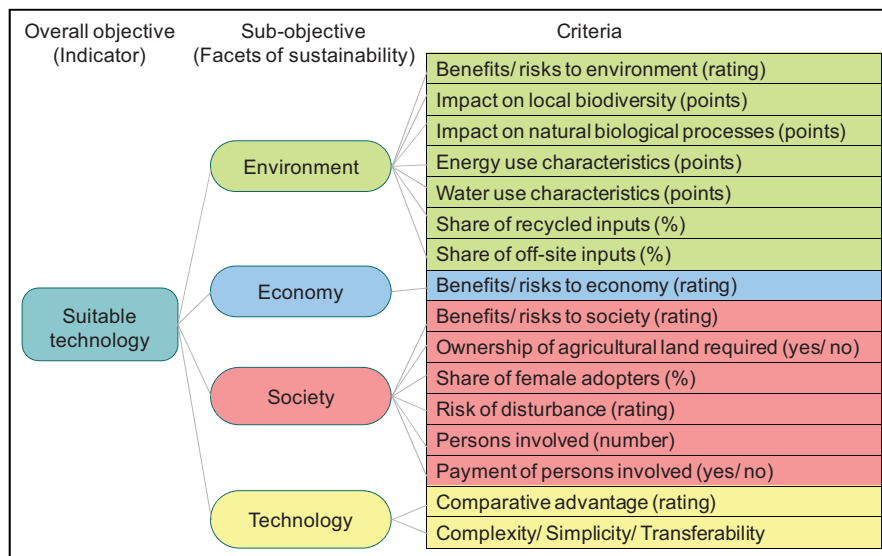 Overall objective
(Indicator)
Sub-objective
(Facets of sustainability)
Criteria
Suitable
technology
Environment
Benefits/ risks to environment (rating)
Impact on local biodiversity (points)
Impact on natural biological processes (points)
Energy use characteristics (points)
Water use characteristics (points)
Share of recycled inputs (%)
Share of off-site inputs (%)
Economy
Benefits/ risks to economy (rating)
Society
Benefits/ risks to society (rating)
Ownership of agricultural land required (yes/ no)
Share of female adopters (%)
Risk of disturbance (rating)
Persons involved (number)
Payment of persons involved (yes/ no)
Technology
Comparative advantage (rating)
Complexity/ Simplicity/ Transferability